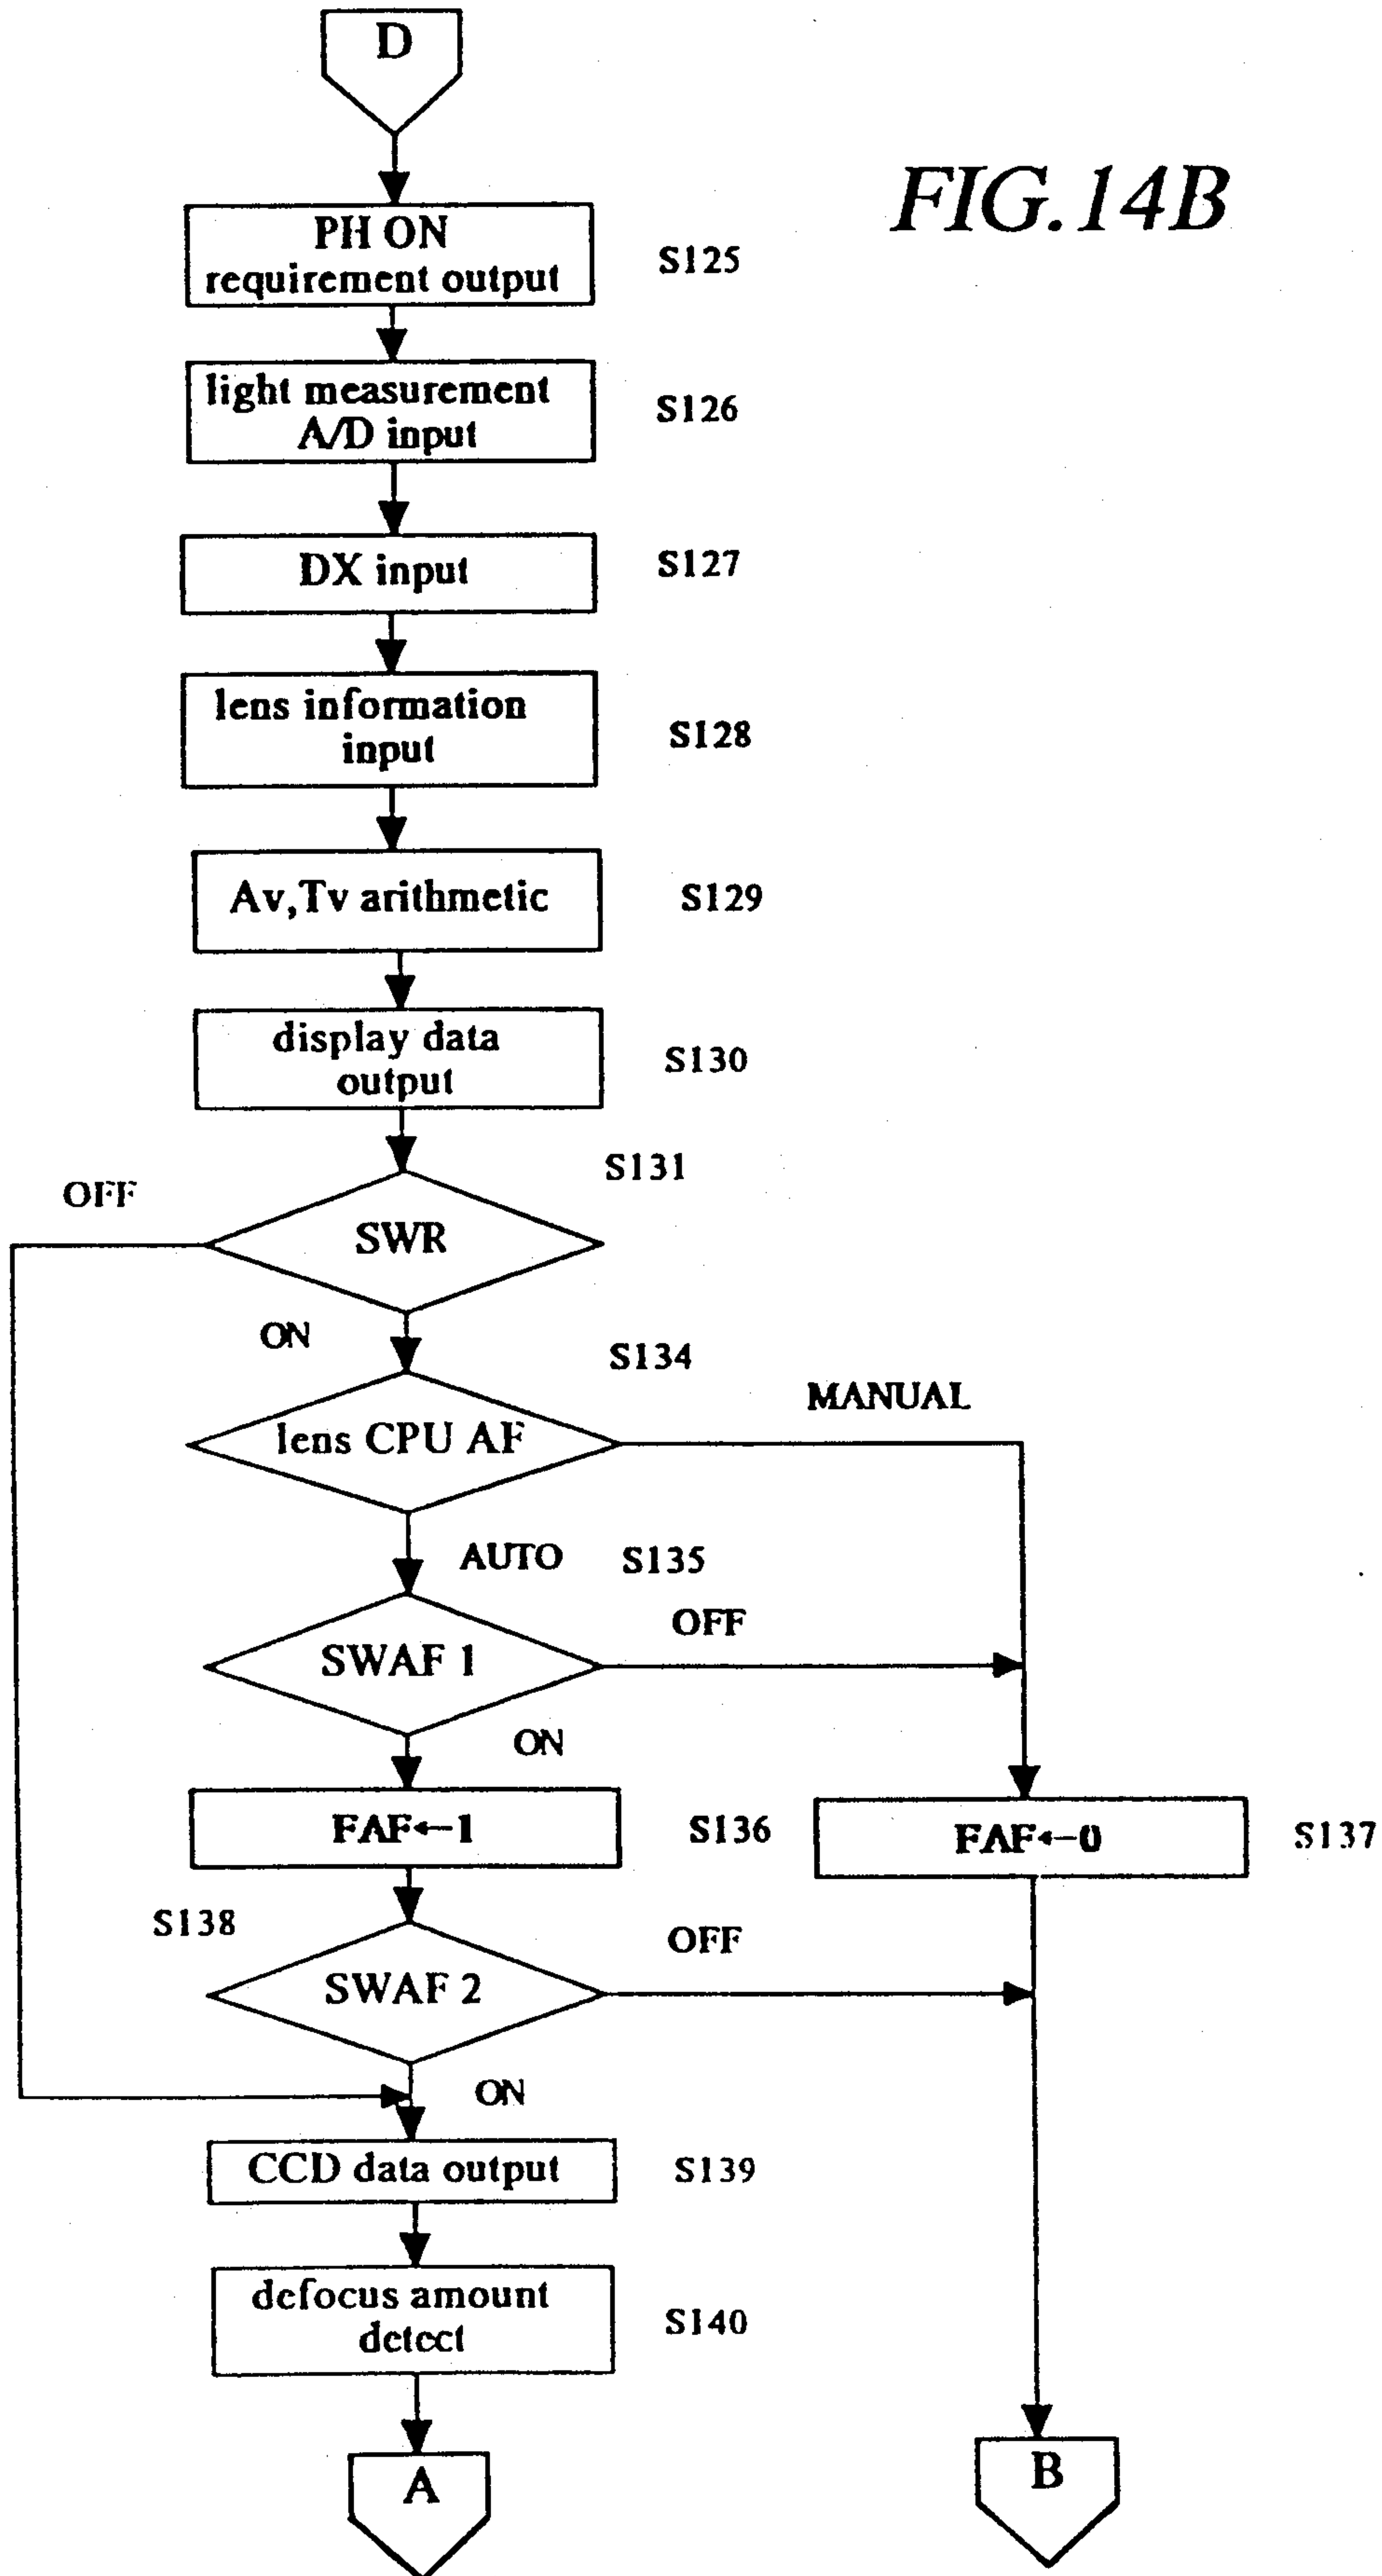 D
FIG.14B
PH ON
requirement output
S125
light measurement
A/D input
S126
DX input
S127
lens information
input
S128
Av,Tv arithmetic
S129
display data
output
S130
S131
OFF
SWR
ON
S134
MANUAL
lens CPU AF
AUTO
S135
OFF
SWAF 1
ON
FAF←1
S136
FAF←0
S137
S138
OFF
SWAF 2
ON
CCD data output
S139
defocus amount
detect
S140
A
B